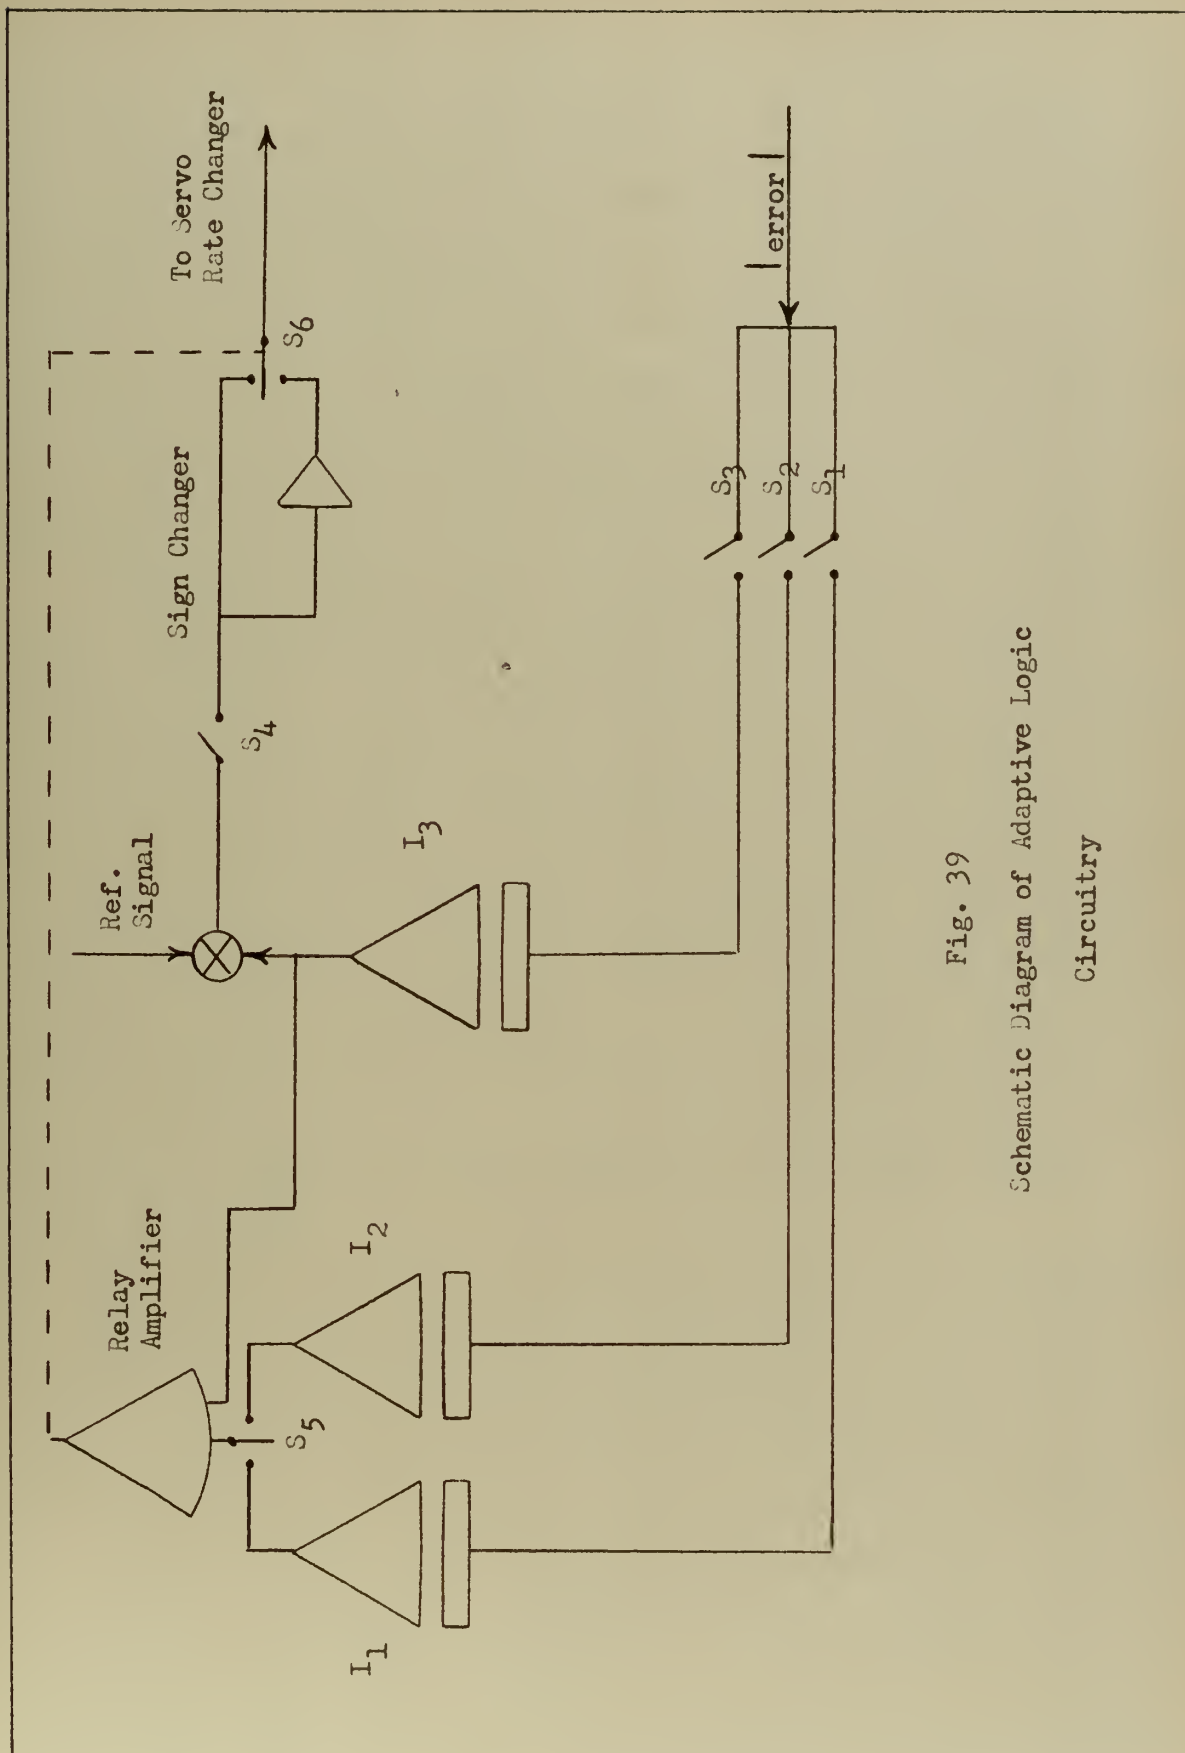 Relay
Amplifier
Ref.
Signal
Sign Changer
To Servo
Rate Changer
S4
S6
I1
S5
I2
I3
S3
S2
S1
|error|
Fig. 39
Schematic Diagram of Adaptive Logic
Circuitry